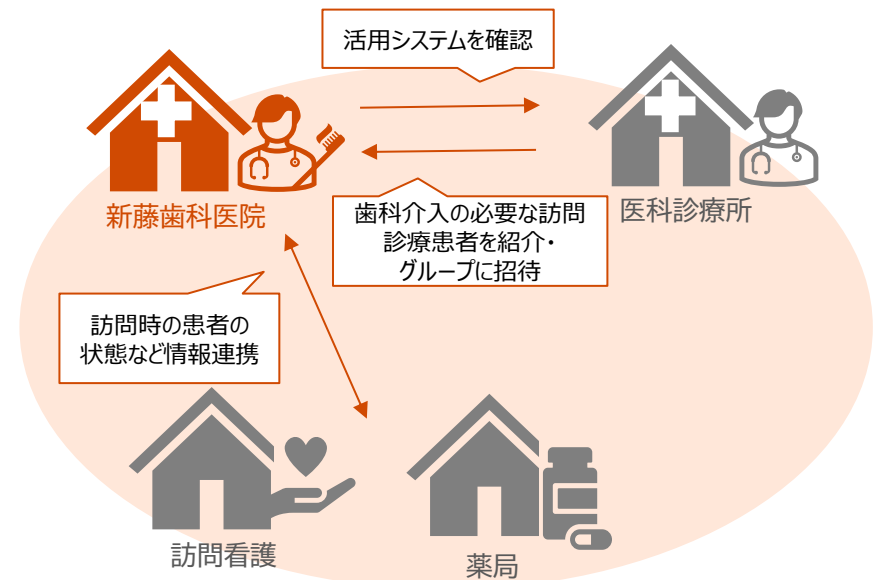 活用システムを確認
新藤歯科医院
医科診療所
歯科介入の必要な訪問
診療患者を紹介・
グループに招待
訪問時の患者の
状態など情報連携
訪問看護
薬局